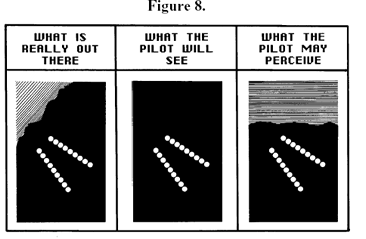 Figure 8.
WHAT IS
REALLY OUT
THERE
WHAT THE
PILOT WILL
SEE
WHAT THE
PILOT MAY
PERCEIVE